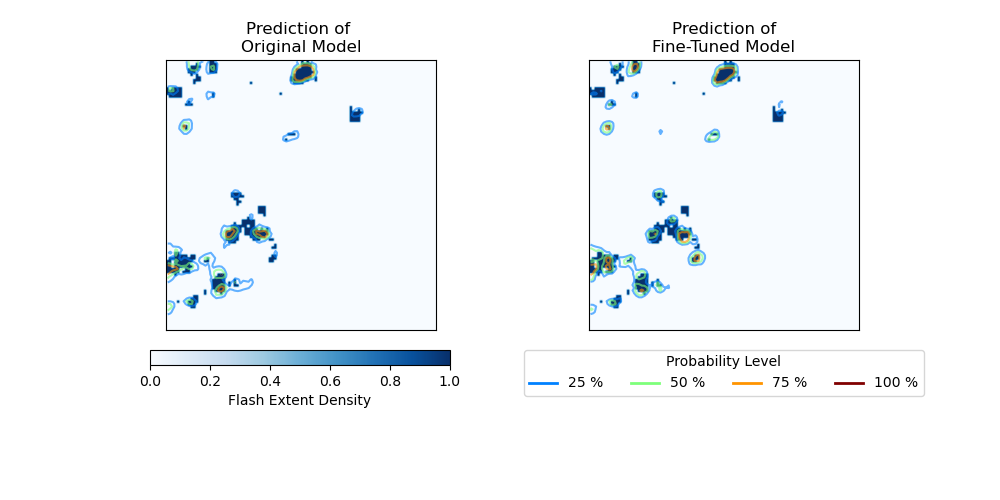 Prediction of
Original Model
Prediction of
Fine-Tuned Model
0.0 0.2 0.4 0.6 0.8 1.0
Flash Extent Density
Probability Level
25 % 50 % 75 % 100 %